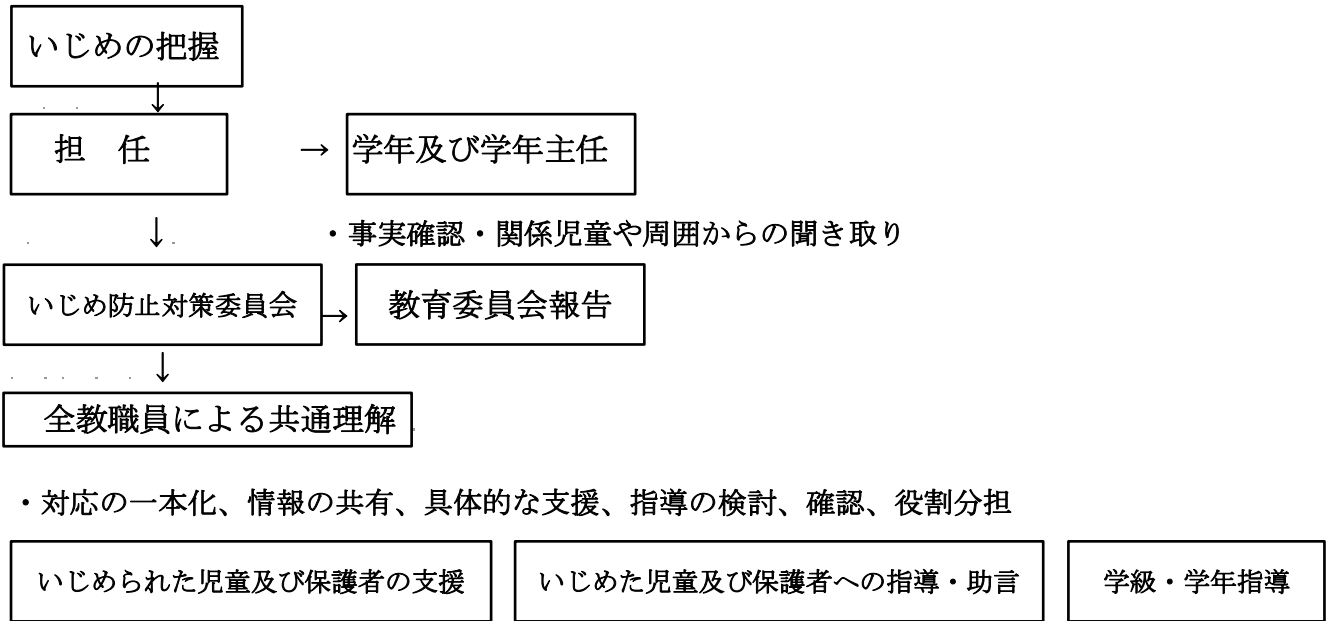 いじめの把握
↓
担　任　→　学年及び学年主任
↓　・事実確認・関係児童や周囲からの聞き取り
いじめ防止対策委員会　→　教育委員会報告
↓
全教職員による共通理解
・対応の一本化、情報の共有、具体的な支援、指導の検討、確認、役割分担
いじめられた児童及び保護者の支援　いじめた児童及び保護者への指導・助言　学級・学年指導